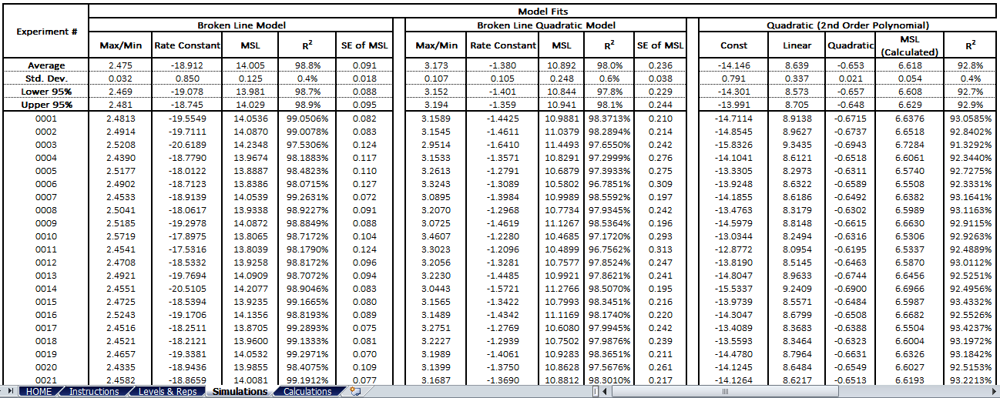 Model Fits
Experiment # Broken Line Model Broken Line Quadratic Model Quadratic (2nd Order Polynomial)
Max/Min Rate Constant MSL R² SE of MSL Max/Min Rate Constant MSL R² SE of MSL Const Linear Quadratic MSL (Calculated) R²
Average 2.475 -18.912 14.005 98.8% 0.091 3.173 -1.380 10.892 98.0% 0.236 -14.146 8.639 -0.653 6.618 92.8%
Std. Dev. 0.032 0.850 0.125 0.4% 0.018 0.107 0.105 0.248 0.6% 0.038 0.791 0.337 0.021 0.054 0.4%
Lower 95% 2.469 -19.078 13.981 98.7% 0.088 3.152 -1.401 10.844 97.8% 0.229 -14.301 8.573 -0.657 6.608 92.7%
Upper 95% 2.481 -18.745 14.029 98.9% 0.095 3.194 -1.359 10.941 98.1% 0.244 -13.991 8.705 -0.648 6.629 92.9%
0001 2.4813 -19.5549 14.0536 99.0506% 0.082 3.1589 -1.4425 10.9881 98.3713% 0.210 -14.7114 8.9138 -0.6715 6.6376 93.0585%
0002 2.4914 -19.7111 14.0870 99.0078% 0.083 3.1545 -1.4611 11.0379 98.2894% 0.214 -14.8545 8.9627 -0.6737 6.6518 92.8402%
0003 2.5208 -20.6189 14.2348 97.5306% 0.124 2.9514 -1.6410 11.4493 97.6550% 0.242 -15.8326 9.3435 -0.6943 6.7284 91.3292%
0004 2.4390 -18.7790 13.9674 98.1883% 0.117 3.1533 -1.3571 10.8291 97.2999% 0.276 -14.1041 8.6121 -0.6518 6.6061 92.3440%
0005 2.5177 -18.0122 13.8887 98.4823% 0.110 3.2613 -1.2791 10.6879 97.3933% 0.275 -13.3305 8.2973 -0.6311 6.5740 92.7275%
0006 2.4902 -18.7123 13.8386 98.0715% 0.127 3.3243 -1.3089 10.5802 96.7851% 0.309 -13.9248 8.6322 -0.6589 6.5508 92.3331%
0007 2.4533 -18.9139 14.0539 99.2631% 0.072 3.0895 -1.3984 10.9989 98.5592% 0.197 -14.1855 8.6186 -0.6492 6.6382 93.1641%
0008 2.5041 -18.0617 13.9338 98.9227% 0.091 3.2070 -1.2968 10.7734 97.9345% 0.242 -13.4763 8.3179 -0.6302 6.5989 93.1163%
0009 2.5185 -19.2978 14.0872 98.8849% 0.088 3.0725 -1.4619 11.1267 98.5364% 0.196 -14.5979 8.8148 -0.6615 6.6630 92.9115%
0010 2.5719 -17.8975 13.8065 98.7172% 0.104 3.4607 -1.2280 10.4685 97.1720% 0.293 -13.0344 8.2494 -0.6316 6.5306 92.9263%
0011 2.4541 -17.5316 13.8039 98.1790% 0.124 3.3023 -1.2096 10.4899 96.7562% 0.313 -12.8772 8.0954 -0.6195 6.5337 92.4889%
0012 2.4708 -18.5332 13.9258 98.8172% 0.096 3.2056 -1.3281 10.7577 97.8524% 0.247 -13.8190 8.5145 -0.6463 6.5870 93.0112%
0013 2.4921 -19.7694 14.0909 98.7072% 0.094 3.2230 -1.4485 10.9921 97.8621% 0.241 -14.8047 8.9633 -0.6744 6.6456 92.5251%
0014 2.4551 -20.5105 14.2077 98.9046% 0.083 3.0443 -1.5721 11.2766 98.5070% 0.195 -15.5337 9.2409 -0.6900 6.6966 92.4956%
0015 2.4725 -18.5394 13.9235 99.1665% 0.080 3.1565 -1.3422 10.7993 98.3451% 0.216 -13.9739 8.5571 -0.6484 6.5987 93.4332%
0016 2.5243 -19.1706 14.1356 98.8193% 0.089 3.1489 -1.4342 11.1169 98.1740% 0.220 -14.3047 8.6799 -0.6508 6.6682 92.5526%
0017 2.4516 -18.2511 13.8705 99.2893% 0.075 3.2751 -1.2769 10.6080 97.9945% 0.242 -13.4089 8.3683 -0.6388 6.5504 93.4237%
0018 2.4521 -18.2121 13.9600 99.1333% 0.081 3.2227 -1.2939 10.7502 97.9876% 0.239 -13.5593 8.3464 -0.6323 6.6004 93.1972%
0019 2.4657 -19.3381 14.0532 99.2971% 0.070 3.1989 -1.4061 10.9283 98.3651% 0.211 -14.4780 8.7964 -0.6631 6.6326 93.1842%
0020 2.4335 -18.9436 13.9855 98.4075% 0.109 3.1399 -1.3750 10.8628 97.5676% 0.261 -14.1245 8.6484 -0.6549 6.6027 92.5153%
0021 2.4582 -18.8659 14.0081 99.1912% 0.077 3.1687 -1.3690 10.8812 98.3010% 0.217 -14.1264 8.6217 -0.6513 6.6193 93.2213%
HOME Instructions Levels & Reps Simulations Calculations